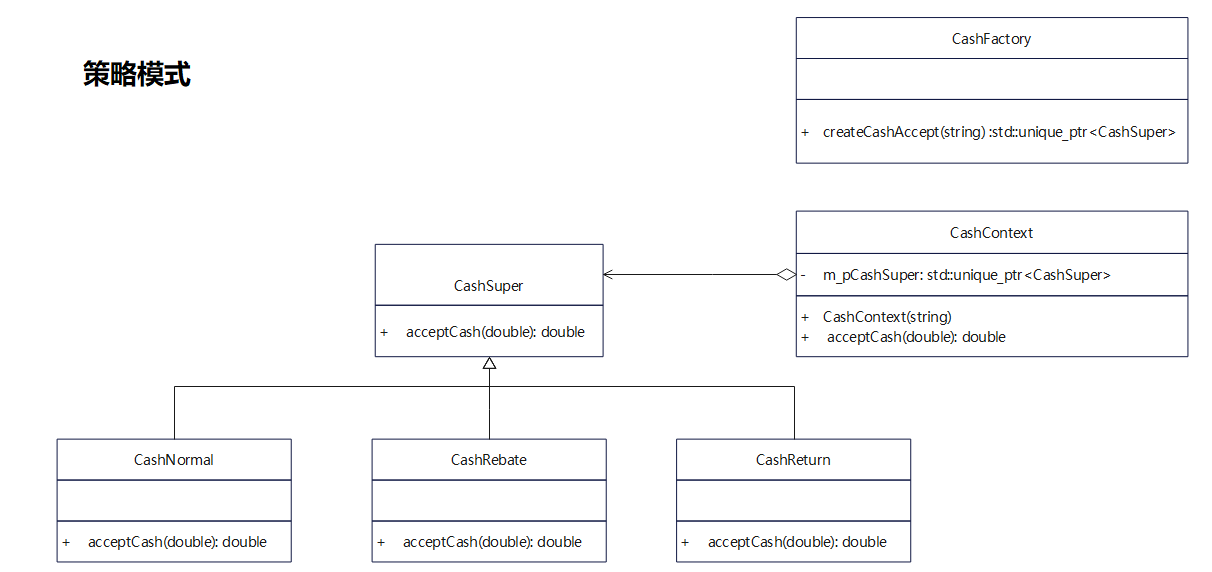 策略模式
CashFactory
+ createCashAccept(string) :std::unique_ptr<CashSuper>
CashContext
- m_pCashSuper: std::unique_ptr<CashSuper>
+ CashContext(string)
+ acceptCash(double): double
CashSuper
+ acceptCash(double): double
CashNormal
+ acceptCash(double): double
CashRebate
+ acceptCash(double): double
CashReturn
+ acceptCash(double): double